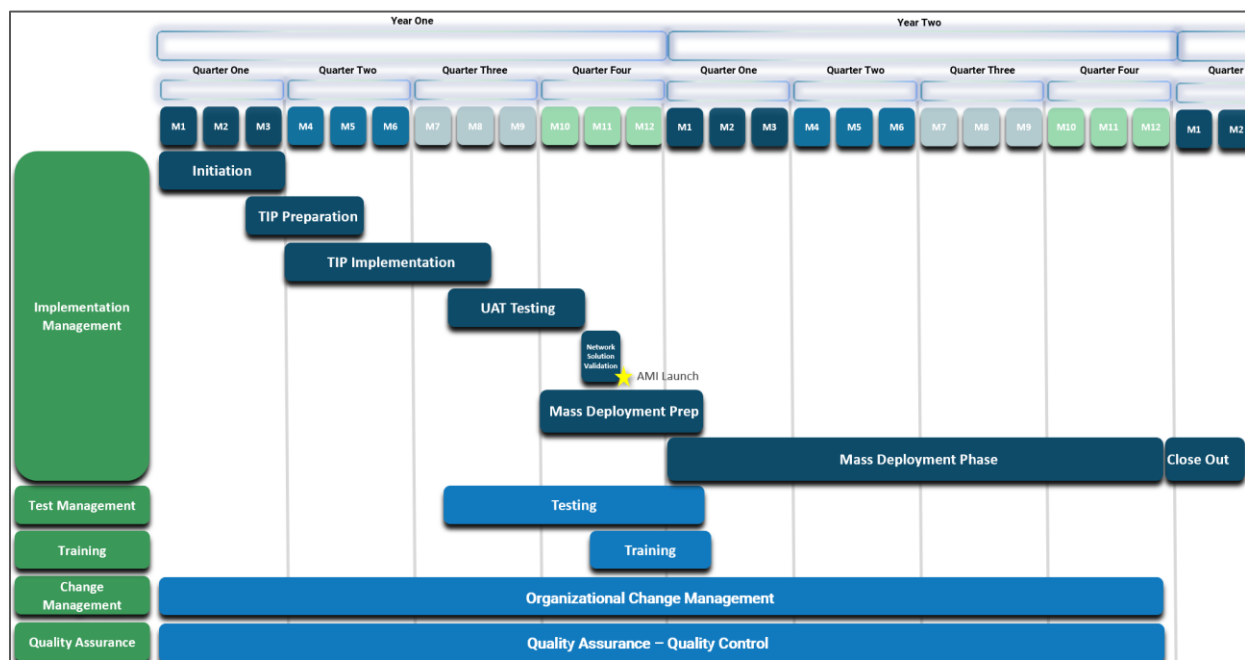 Year One
Year Two
Quarter One
Quarter Two
Quarter Three
Quarter Four
Quarter One
Quarter Two
Quarter Three
Quarter Four
Quarter
M1
M2
M3
M4
M5
M6
M7
M8
M9
M10
M11
M12
M1
M2
M3
M4
M5
M6
M7
M8
M9
M10
M11
M12
M1
M2
Implementation
Management
Initiation
TIP Preparation
TIP Implementation
UAT Testing
Network
Solution
Validation
AMI Launch
Mass Deployment Prep
Mass Deployment Phase
Close Out
Test Management
Testing
Training
Training
Change
Management
Organizational Change Management
Quality Assurance
Quality Assurance – Quality Control